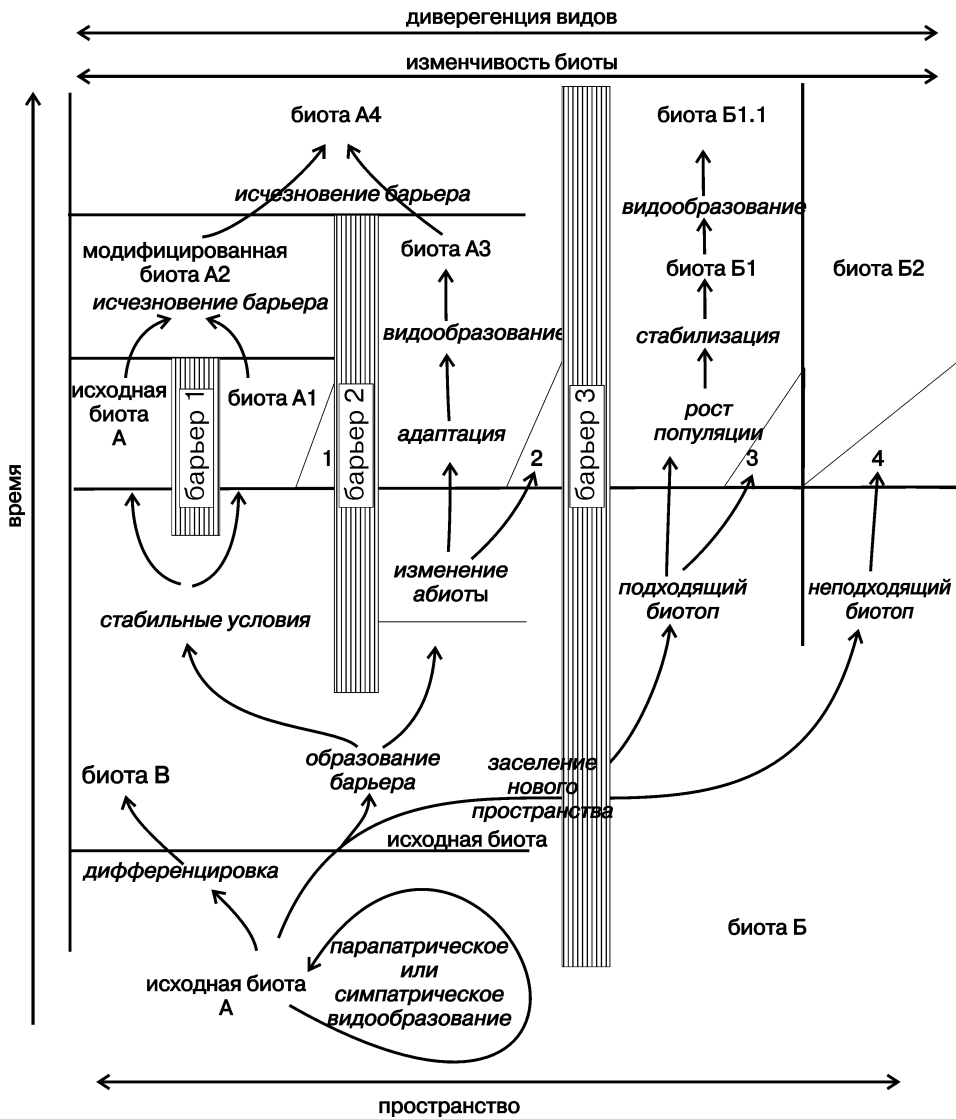 диверегенция видов
изменчивость биоты
биота А4
биота Б1.1
исчезновение барьера
видообразование
модифицированная
биота А2
биота А3
биота Б1
биота Б2
исчезновение барьера
видообразование
стабилизация
исходная
биота
А
барьер 1
биота А1
барьер 2
барьер 3
адаптация
рост
популяции
1
2
3
4
время
стабильные условия
изменение
абиоты
подходящий
биотоп
неподходящий
биотоп
образование
барьера
заселение
нового
пространства
биота В
исходная биота
дифференцировка
биота Б
исходная биота
А
парапатрическое
или
симпатрическое
видообразование
пространство